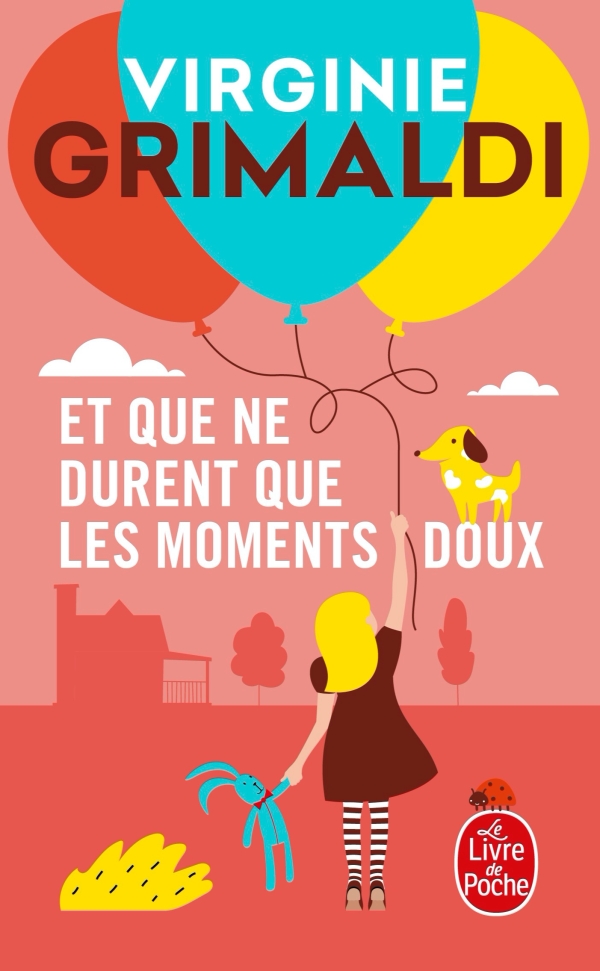 VIRGINIE
GRIMALDI
ET QUE NE
DURENT QUE
LES MOMENTS DOUX
Le
Livre
de
Poche